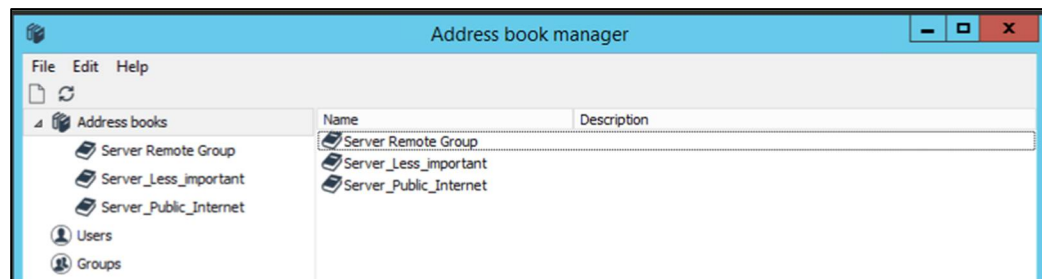 Address book manager
File Edit Help
Address books
Server Remote Group
Server_Less_important
Server_Public_Internet
Users
Groups
Name Description
Server Remote Group
Server_Less_important
Server_Public_Internet